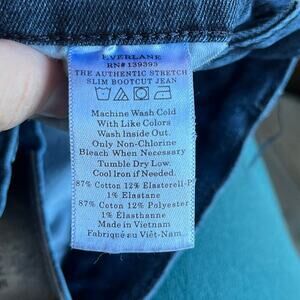 EVERLANE
RN# 139393
THE AUTHENTIC STRETCH
SLIM BOOTCUT JEAN
Machine Wash Cold
With Like Colors
Wash Inside Out.
Only Non-Chlorine
Bleach When Necessary
Tumble Dry Low.
Cool Iron if Needed.
87% Cotton 12% Elasterell-P
1% Elastane
87% Coton 12% Polyester
1% Élasthanne
Made in Vietnam
Fabriqué au Viêt-Nam